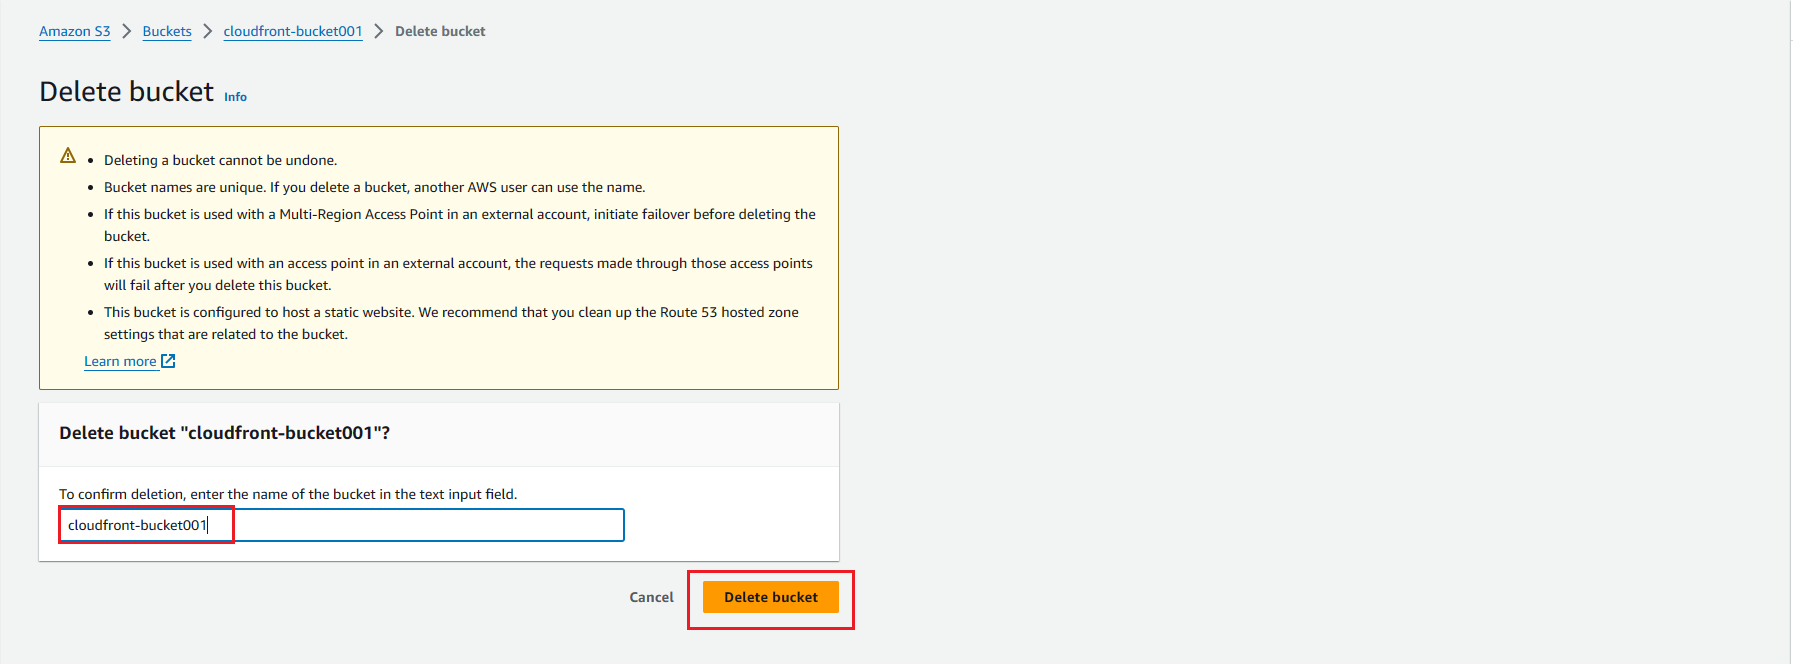 Amazon S3 > Buckets > cloudfront-bucket001 > Delete bucket
Delete bucket Info
• Deleting a bucket cannot be undone.
• Bucket names are unique. If you delete a bucket, another AWS user can use the name.
• If this bucket is used with a Multi-Region Access Point in an external account, initiate failover before deleting the
bucket.
• If this bucket is used with an access point in an external account, the requests made through those access points
will fail after you delete this bucket.
• This bucket is configured to host a static website. We recommend that you clean up the Route 53 hosted zone
settings that are related to the bucket.
Learn more
Delete bucket "cloudfront-bucket001"?
To confirm deletion, enter the name of the bucket in the text input field.
cloudfront-bucket001
Cancel Delete bucket